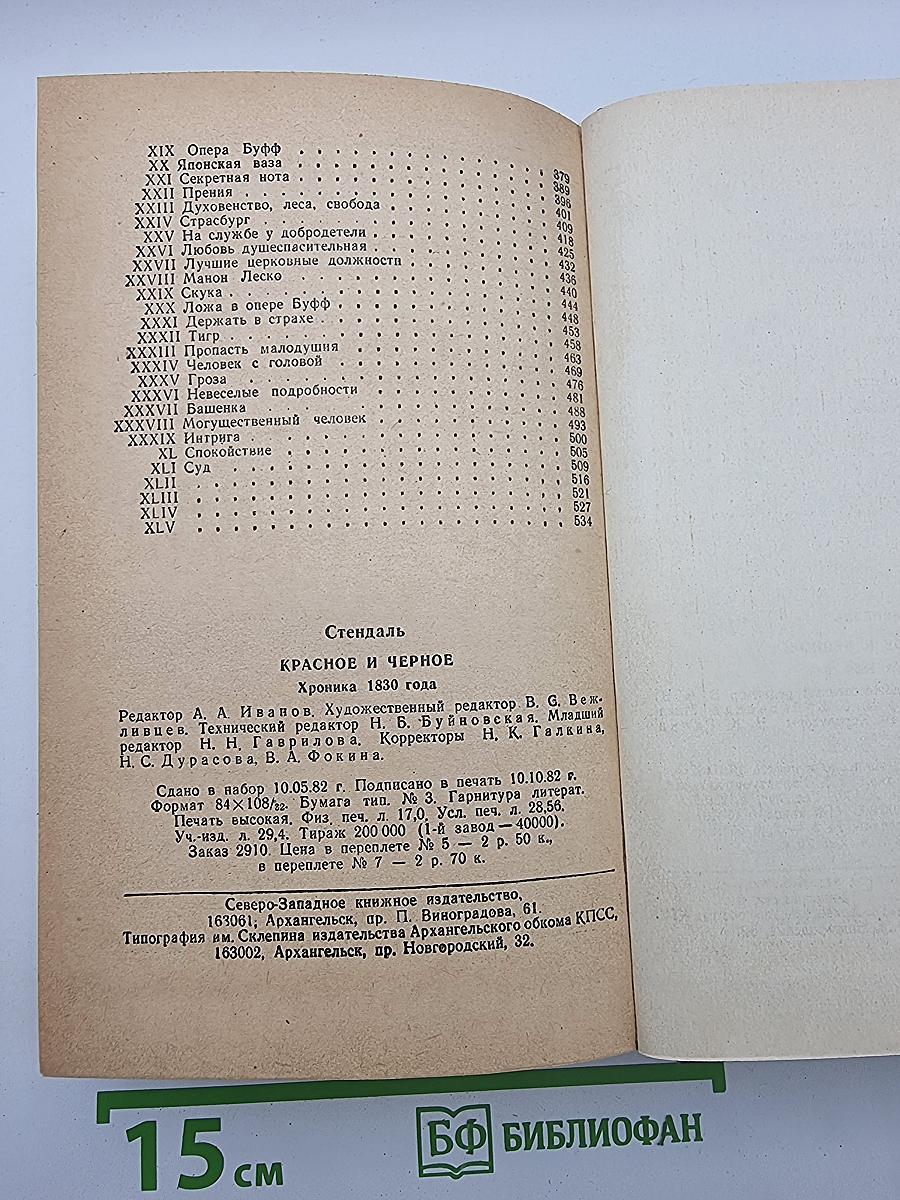 XIX Опера Буфф . . . . . . . . . . . . . . 379
XX Японская ваза . . . . . . . . . . . . . . 389
XXI Секретная нота . . . . . . . . . . . . . . 396
XXII Прения . . . . . . . . . . . . . . 401
XXIII Духовенство, леса, свобода . . . . . . . . . . 409
XXIV Страсбург . . . . . . . . . . . . . . 418
XXV На службе у добродетели . . . . . . . . . . 425
XXVI Любовь душеспасительная . . . . . . . . . . 432
XXVII Лучшие церковные должности . . . . . . . . 436
XXVIII Манон Леско . . . . . . . . . . . . . . 440
XXIX Скука . . . . . . . . . . . . . . 444
XXX Ложа в опере Буфф . . . . . . . . . . . . 448
XXXI Держать в страхе . . . . . . . . . . . . 453
XXXII Тигр . . . . . . . . . . . . . . 458
XXXIII Пропасть малодушия . . . . . . . . . . . . 463
XXXIV Человек с головой . . . . . . . . . . . . 469
XXXV Гроза . . . . . . . . . . . . . . 476
XXXVI Невеселые подробности . . . . . . . . . . 481
XXXVII Башенка . . . . . . . . . . . . . . 488
XXXVIII Могущественный человек . . . . . . . . . . 493
XXXIX Интрига . . . . . . . . . . . . . . 500
XL Спокойствие . . . . . . . . . . . . . . 505
XLI Суд . . . . . . . . . . . . . . 509
XLII . . . . . . . . . . . . . . 516
XLIII . . . . . . . . . . . . . . 521
XLIV . . . . . . . . . . . . . . 527
XLV . . . . . . . . . . . . . . 534
Стендаль
КРАСНОЕ И ЧЕРНОЕ
Хроника 1830 года
Редактор А. А. Иванов. Художественный редактор В. С. Веж-
ливцев. Технический редактор Н. Б. Буйновская. Младший
редактор Н. Н. Гаврилова. Корректоры Н. К. Галкина,
Н. С. Дурасова, В. А. Фокина.
Сдано в набор 10.05.82 г. Подписано в печать 10.10.82 г.
Формат 84×108/32. Бумага тип. № 3. Гарнитура литерат.
Печать высокая. Физ. печ. л. 17,0. Усл. печ. л. 28,56.
Уч.-изд. л. 29,4. Тираж 200 000 (1-й завод — 40000).
Заказ 2910. Цена в переплете № 5 — 2 р. 50 к.,
в переплете № 7 — 2 р. 70 к.
Северо-Западное книжное издательство,
163061, Архангельск, пр. П. Виноградова, 61.
Типография им. Склепина издательства Архангельского обкома КПСС,
163002, Архангельск, пр. Новгородский, 32.
15 см
БФ БИБЛИОФАН